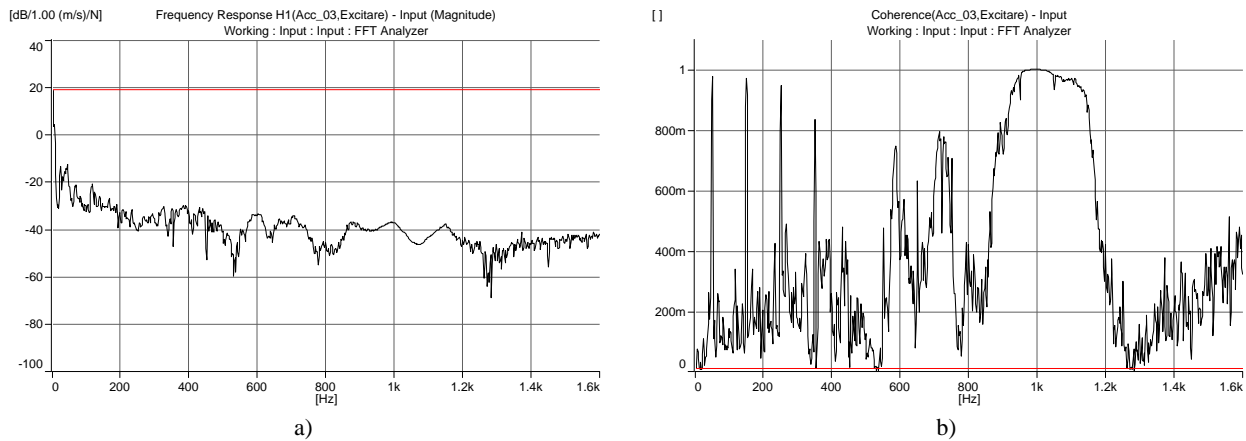 [dB/1.00 (m/s)/N] Frequency Response H1(Acc_03,Excitare) - Input (Magnitude)
Working : Input : Input : FFT Analyzer
40
20
0
-20
-40
-60
-80
-100
0 200 400 600 800 1k 1.2k 1.4k 1.6k
[Hz]
a)
[ ] Coherence(Acc_03,Excitare) - Input
Working : Input : Input : FFT Analyzer
1
800m
600m
400m
200m
0
0 200 400 600 800 1k 1.2k 1.4k 1.6k
[Hz]
b)